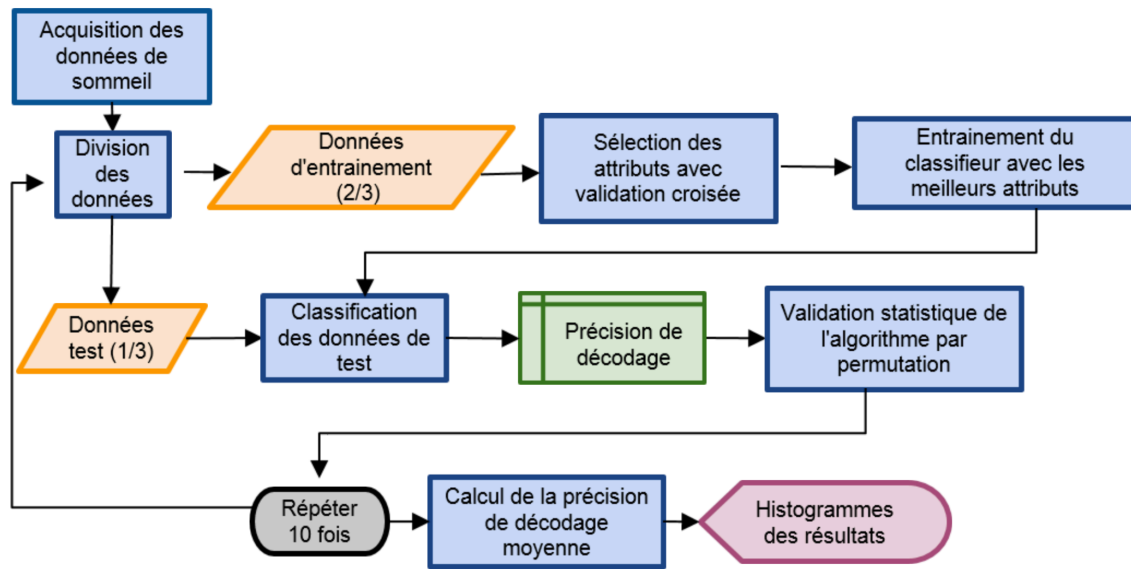 Acquisition des
données de
sommeil
Division
des
données
Données
d'entrainement
(2/3)
Sélection des
attributs avec
validation croisée
Entrainement du
classifieur avec les
meilleurs attributs
Données
test (1/3)
Classification
des données de
test
Précision de
décodage
Validation statistique de
l'algorithme par
permutation
Répéter
10 fois
Calcul de la précision
de décodage
moyenne
Histogrammes
des résultats